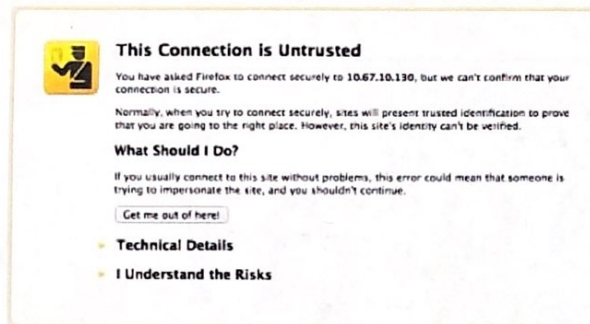 This Connection is Untrusted
You have asked Firefox to connect securely to 10.67.10.130, but we can't confirm that your
connection is secure.
Normally, when you try to connect securely, sites will present trusted identification to prove
that you are going to the right place. However, this site's identity can't be verified.
What Should I Do?
If you usually connect to this site without problems, this error could mean that someone is
trying to impersonate the site, and you shouldn't continue.
Get me out of here!
Technical Details
I Understand the Risks